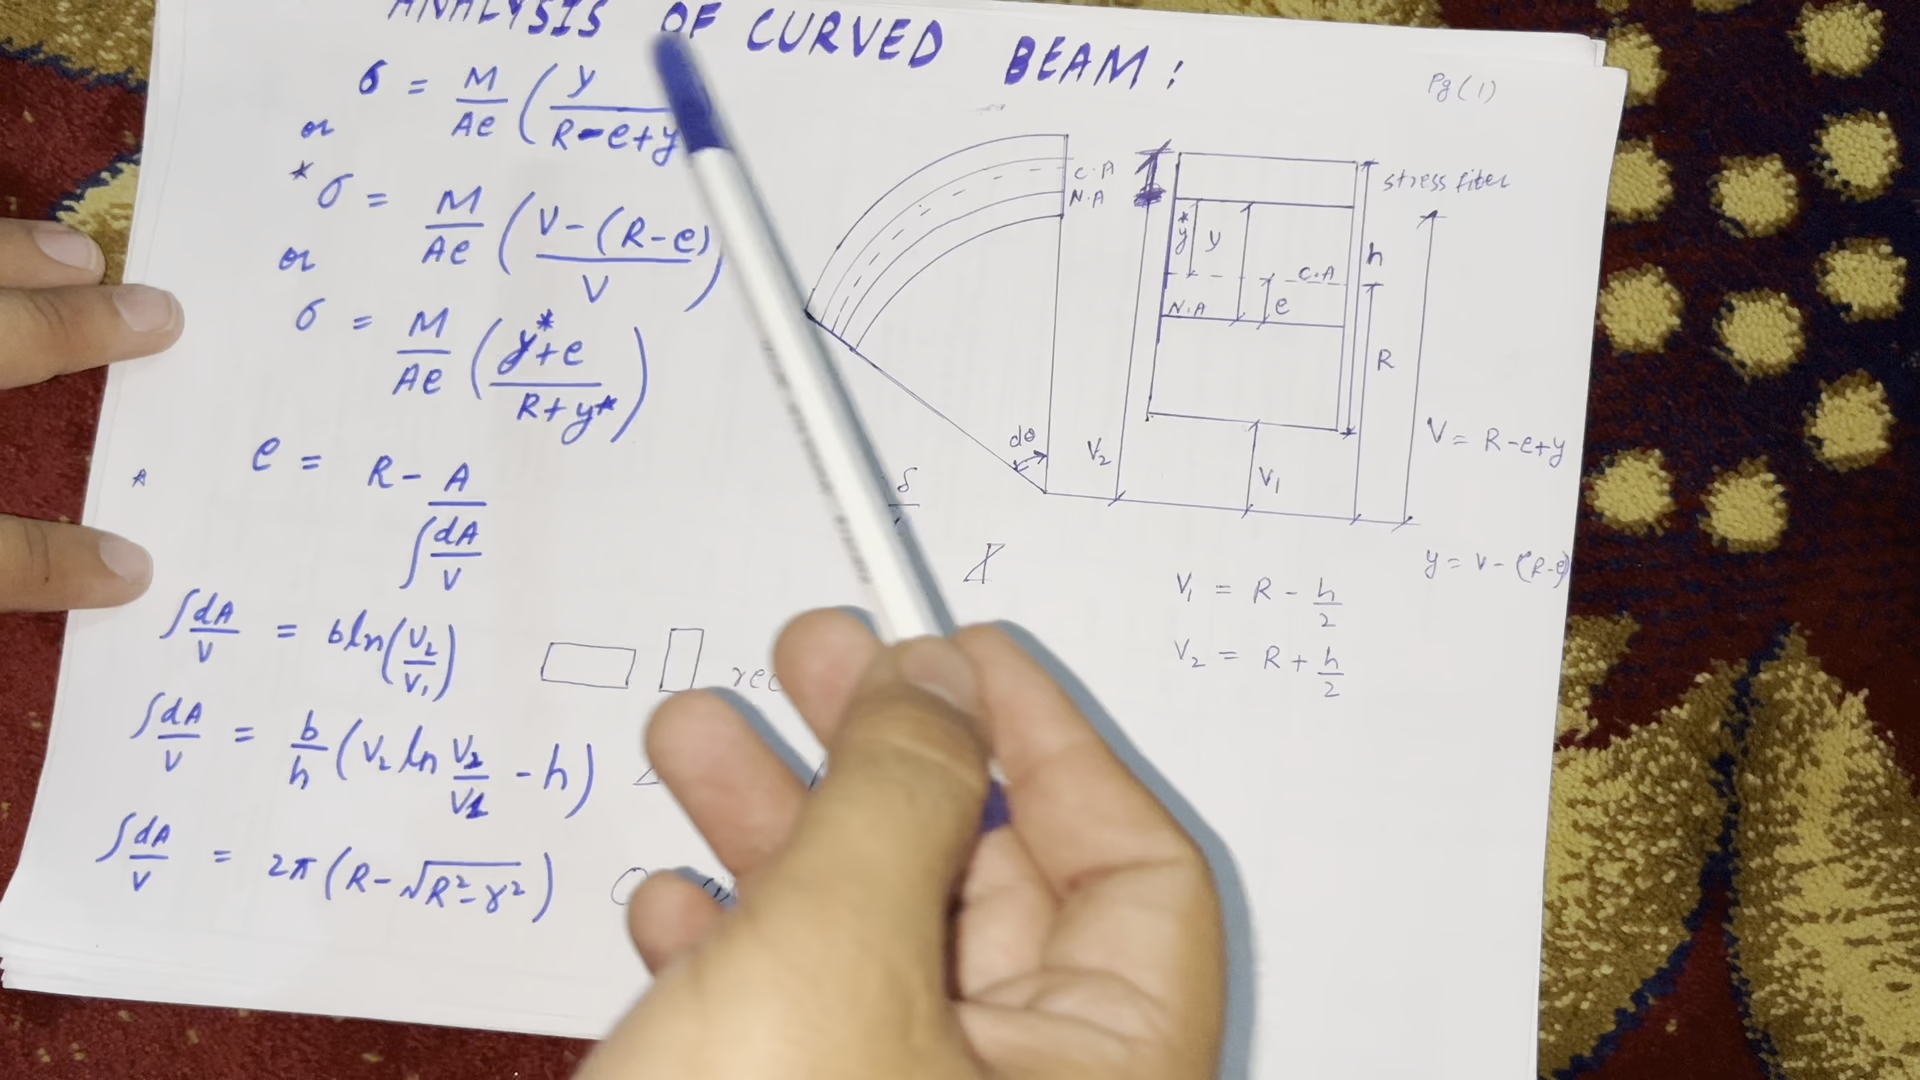 ANALYSIS OF CURVED BEAM :
Pg(1)
σ = M/Ae ( y / R-e+y
or
* σ = M/Ae ( V-(R-e) / V )
or
σ = M/Ae ( y*+e / R+y* )
e = R - A / ∫ dA/V
∫ dA/V = b ln( V₂/V₁ )
∫ dA/V = b/h ( V₂ ln V₂/V₁ - h )
∫ dA/V = 2π ( R - √R²-r² )
C.A
N.A
dθ
stress fiber
y*
y
C.A
N.A
e
h
R
V₂
V₁
V = R-e+y
y = V-(R-e)
V₁ = R - h/2
V₂ = R + h/2